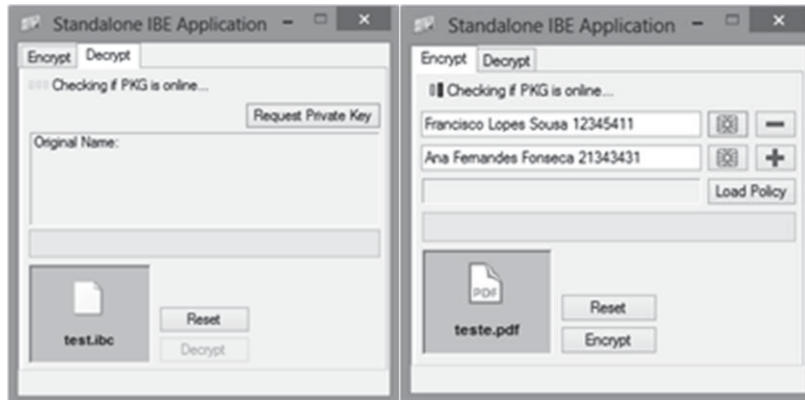 Standalone IBE Application
Encrypt Decrypt
Checking if PKG is online...
Request Private Key
Original Name:
test.ibc
Reset
Decrypt
Standalone IBE Application
Encrypt Decrypt
Checking if PKG is online...
Francisco Lopes Sousa 12345411
Ana Fernandes Fonseca 21343431
Load Policy
PDF
teste.pdf
Reset
Encrypt